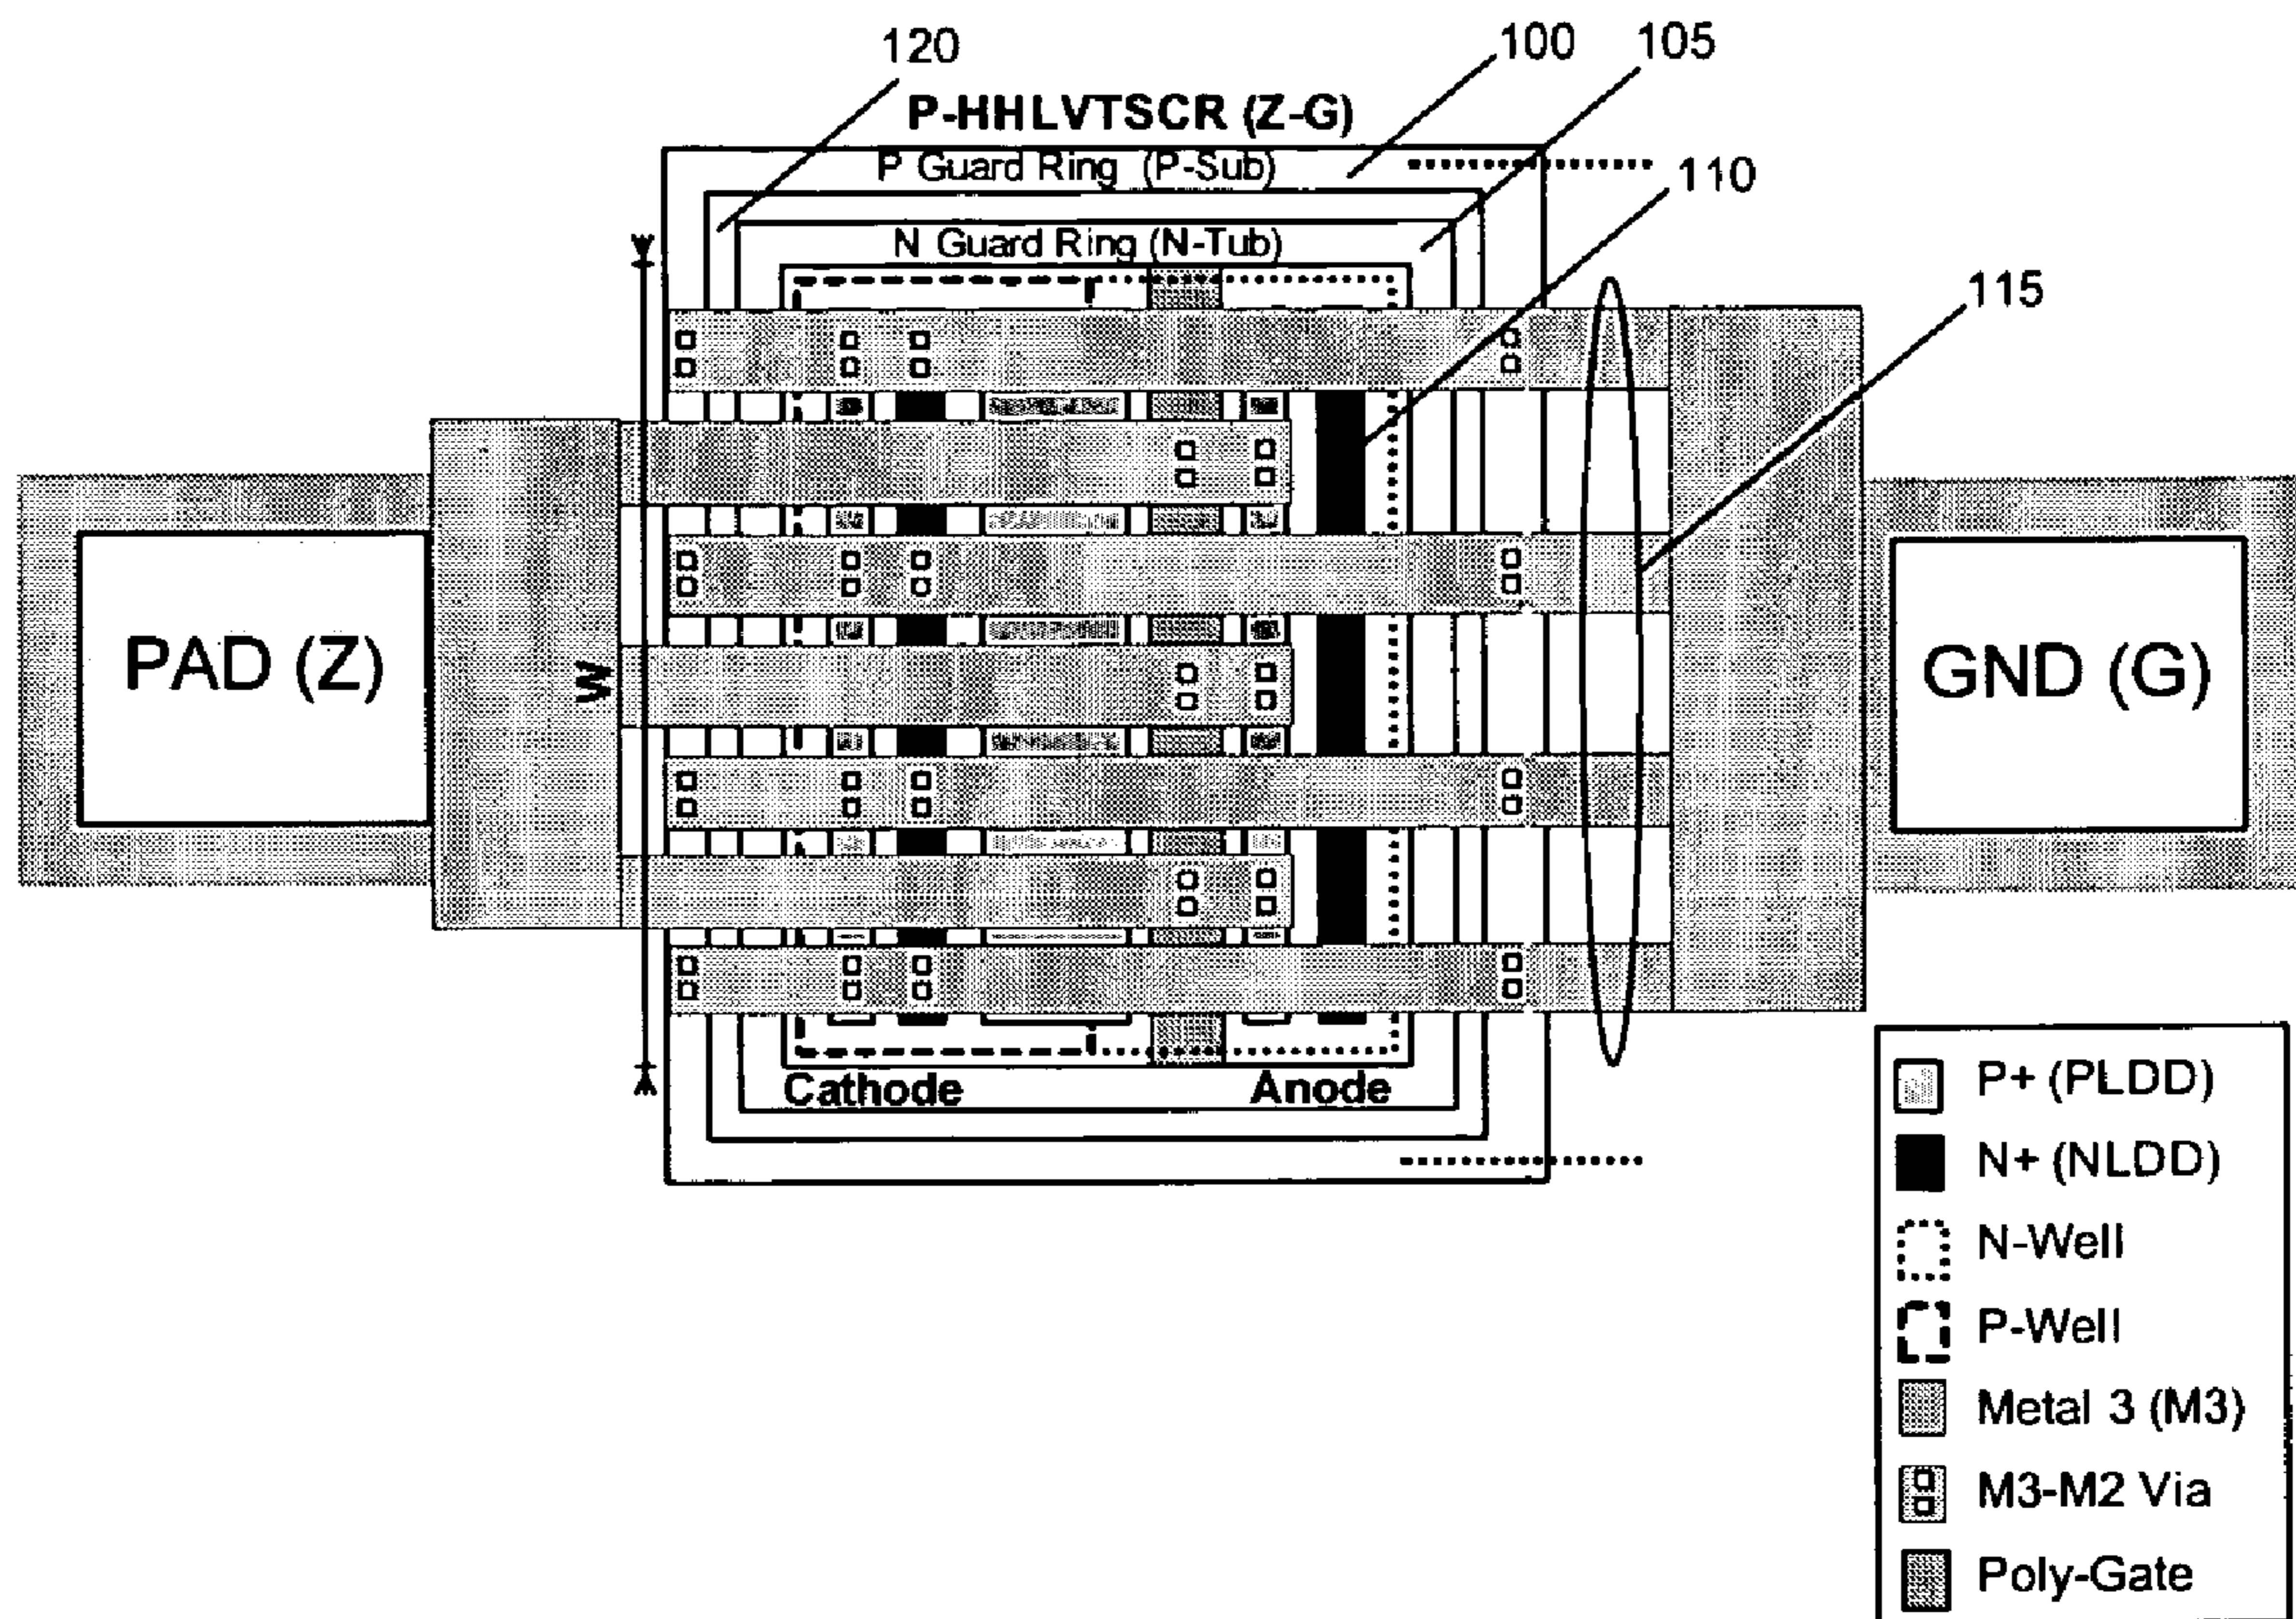 120
100
105
P-HHLVTSCR (Z-G)
P Guard Ring (P-Sub)
110
N Guard Ring (N-Tub)
115
PAD (Z)
W
GND (G)
Cathode
Anode
P+ (PLDD)
N+ (NLDD)
N-Well
P-Well
Metal 3 (M3)
M3-M2 Via
Poly-Gate